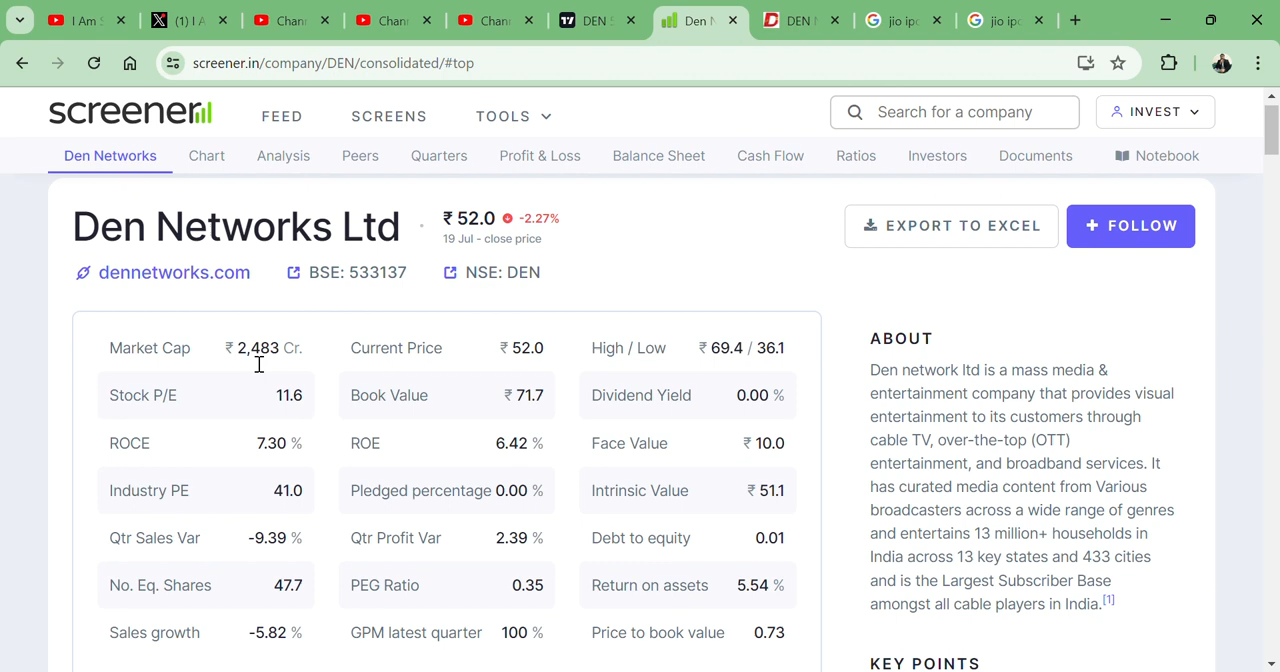 I Am S
(1) I A
Chann
Chann
Chann
DEN S
Den N
DEN N
jio ipo
jio ipo
screener.in/company/DEN/consolidated/#top
screener
FEED
SCREENS
TOOLS
Search for a company
INVEST
Den Networks
Chart
Analysis
Peers
Quarters
Profit & Loss
Balance Sheet
Cash Flow
Ratios
Investors
Documents
Notebook
Den Networks Ltd
₹ 52.0 -2.27%
19 Jul - close price
EXPORT TO EXCEL
+ FOLLOW
dennetworks.com
BSE: 533137
NSE: DEN
Market Cap ₹ 2,483 Cr.
Current Price ₹ 52.0
High / Low ₹ 69.4 / 36.1
Stock P/E 11.6
Book Value ₹ 71.7
Dividend Yield 0.00 %
ROCE 7.30 %
ROE 6.42 %
Face Value ₹ 10.0
Industry PE 41.0
Pledged percentage 0.00 %
Intrinsic Value ₹ 51.1
Qtr Sales Var -9.39 %
Qtr Profit Var 2.39 %
Debt to equity 0.01
No. Eq. Shares 47.7
PEG Ratio 0.35
Return on assets 5.54 %
Sales growth -5.82 %
GPM latest quarter 100 %
Price to book value 0.73
ABOUT
Den network ltd is a mass media &
entertainment company that provides visual
entertainment to its customers through
cable TV, over-the-top (OTT)
entertainment, and broadband services. It
has curated media content from Various
broadcasters across a wide range of genres
and entertains 13 million+ households in
India across 13 key states and 433 cities
and is the Largest Subscriber Base
amongst all cable players in India.[1]
KEY POINTS